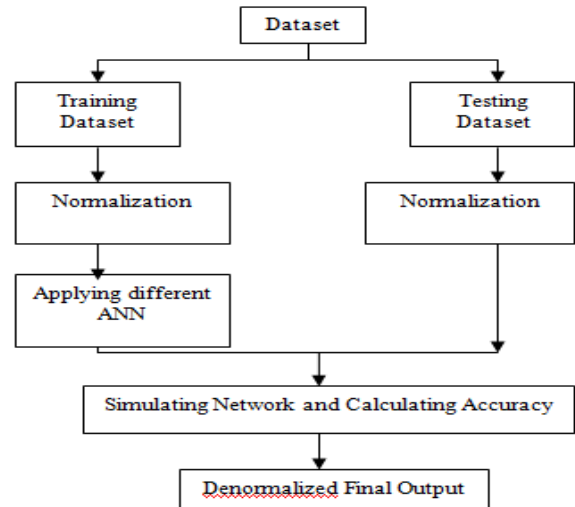 Dataset
Training
Dataset
Testing
Dataset
Normalization
Normalization
Applying different
ANN
Simulating Network and Calculating Accuracy
Denormalized Final Output